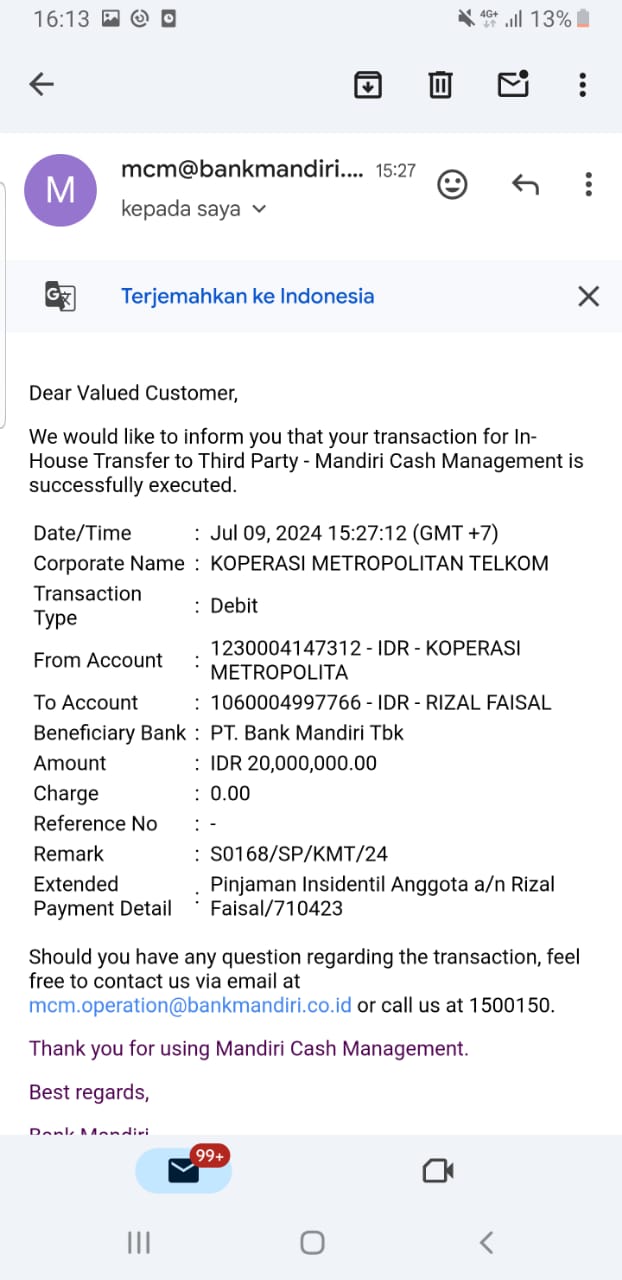 16:13
4G+
13%
M
mcm@bankmandiri....
15:27
kepada saya
Terjemahkan ke Indonesia
Dear Valued Customer,
We would like to inform you that your transaction for In-
House Transfer to Third Party - Mandiri Cash Management is
successfully executed.
Date/Time : Jul 09, 2024 15:27:12 (GMT +7)
Corporate Name : KOPERASI METROPOLITAN TELKOM
Transaction
Type : Debit
From Account : 1230004147312 - IDR - KOPERASI
METROPOLITA
To Account : 1060004997766 - IDR - RIZAL FAISAL
Beneficiary Bank : PT. Bank Mandiri Tbk
Amount : IDR 20,000,000.00
Charge : 0.00
Reference No : -
Remark : S0168/SP/KMT/24
Extended
Payment Detail : Pinjaman Insidentil Anggota a/n Rizal
Faisal/710423
Should you have any question regarding the transaction, feel
free to contact us via email at
mcm.operation@bankmandiri.co.id or call us at 1500150.
Thank you for using Mandiri Cash Management.
Best regards,
Bank Mandiri
99+